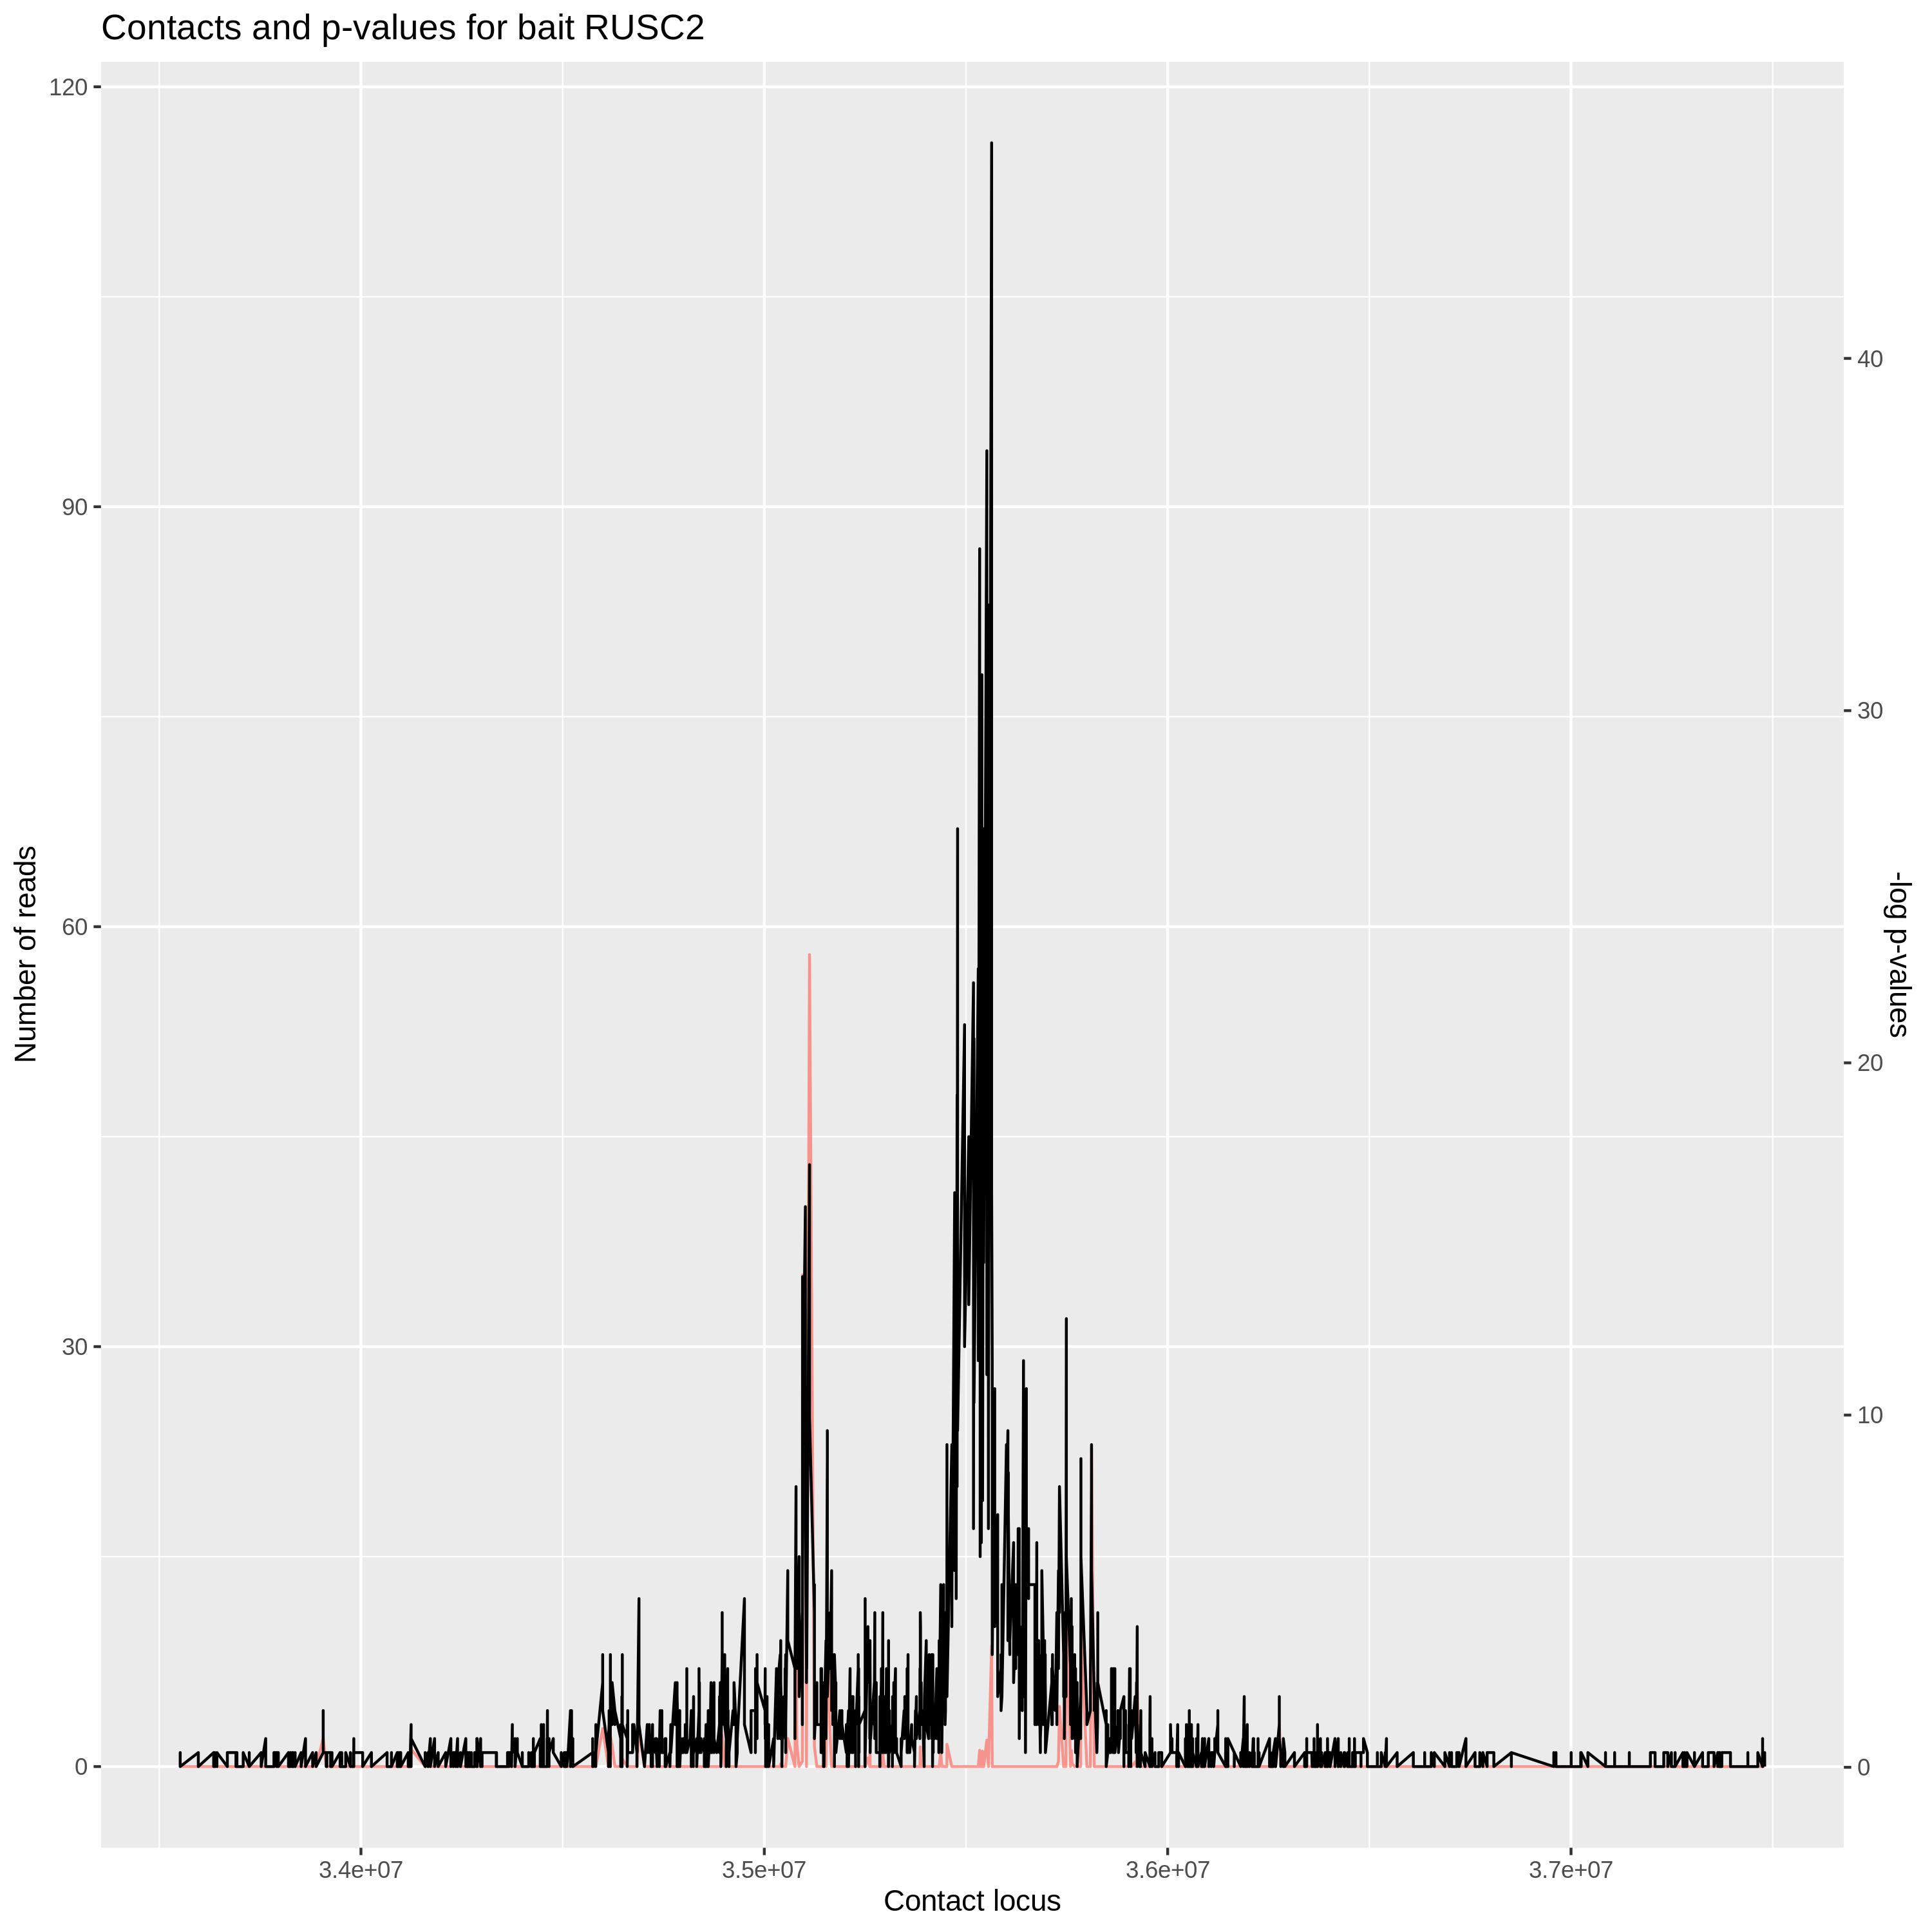 Contacts and p-values for bait RUSC2
120
90
60
30
0
Number of reads
40
30
20
10
0
-log p-values
3.4e+07
3.5e+07
3.6e+07
3.7e+07
Contact locus